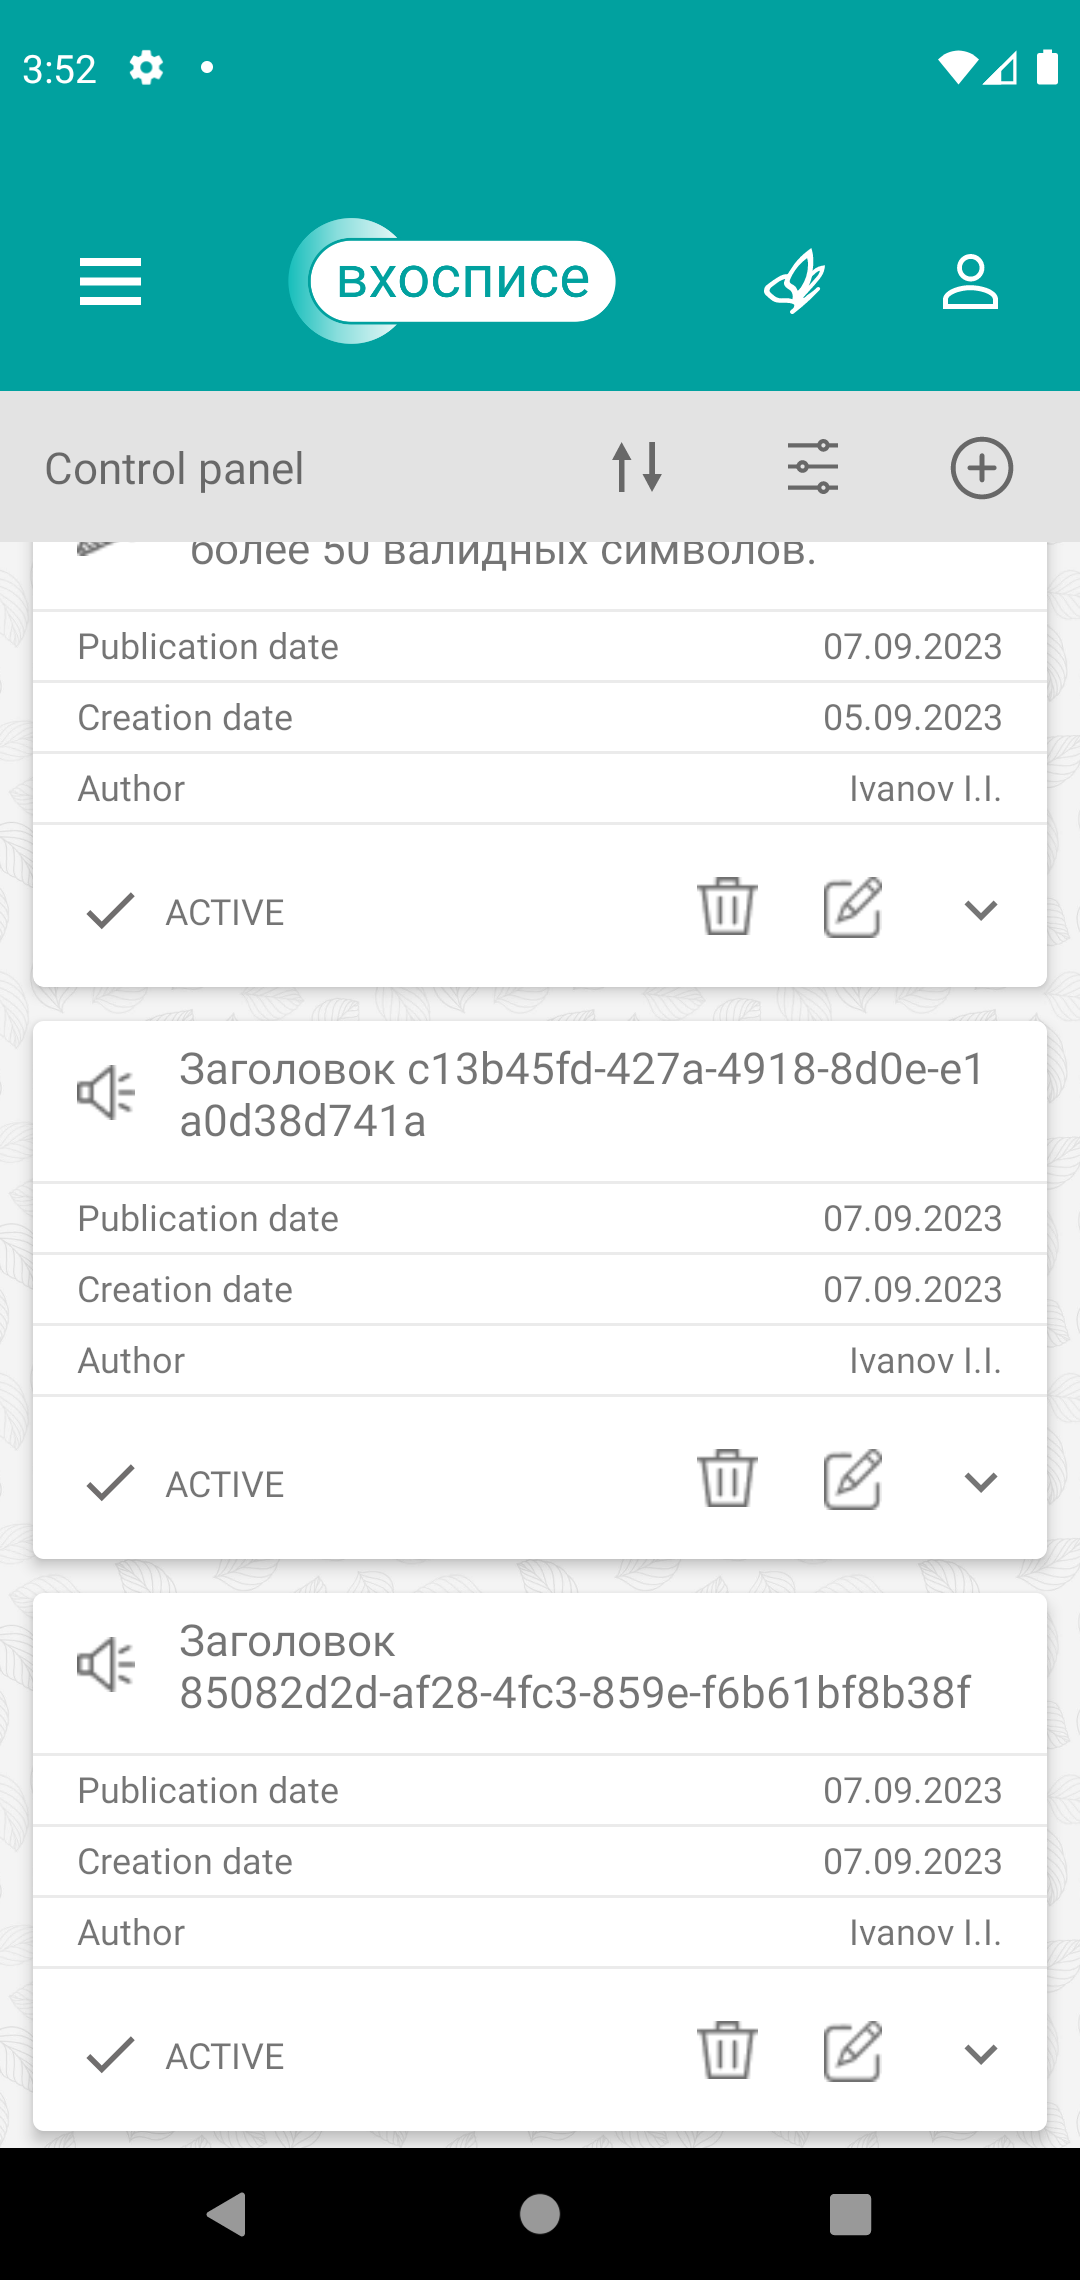 3:52
вхосписе
Control panel
более 50 валидных символов.
Publication date 07.09.2023
Creation date 05.09.2023
Author Ivanov I.I.
ACTIVE
Заголовок c13b45fd-427a-4918-8d0e-e1
a0d38d741a
Publication date 07.09.2023
Creation date 07.09.2023
Author Ivanov I.I.
ACTIVE
Заголовок
85082d2d-af28-4fc3-859e-f6b61bf8b38f
Publication date 07.09.2023
Creation date 07.09.2023
Author Ivanov I.I.
ACTIVE